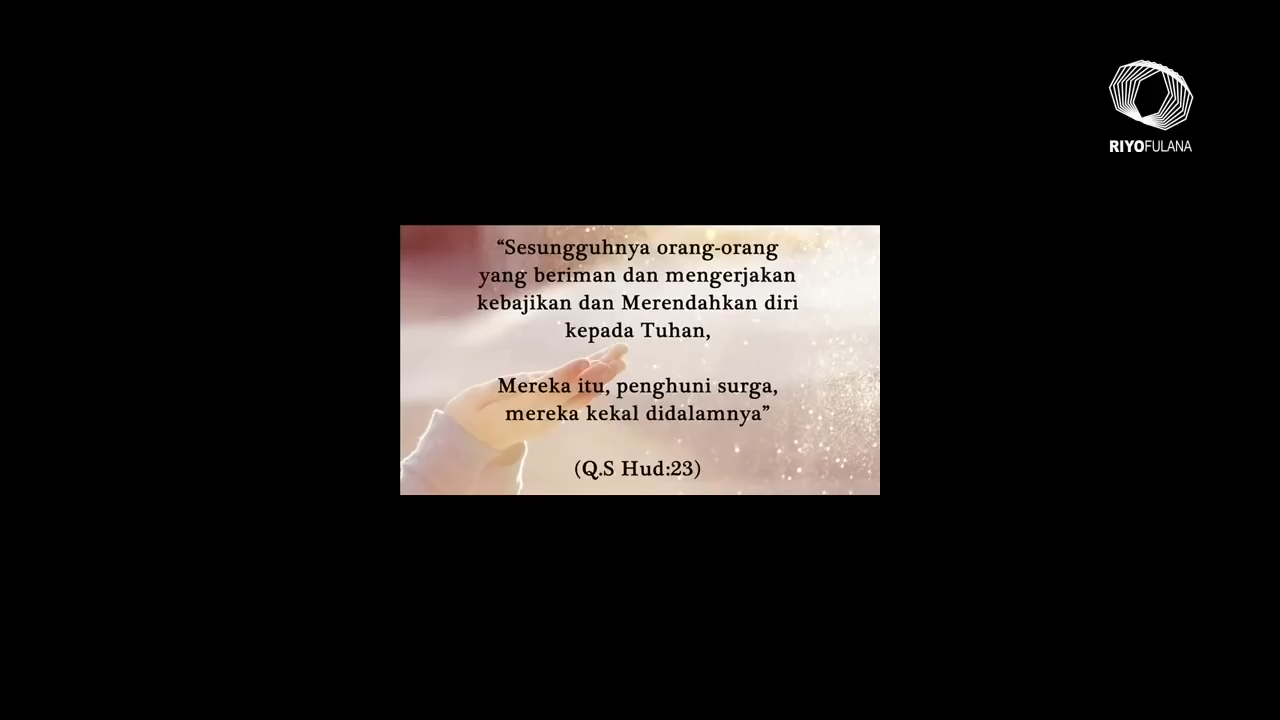 RIYOFULANA
“Sesungguhnya orang-orang
yang beriman dan mengerjakan
kebajikan dan Merendahkan diri
kepada Tuhan,
Mereka itu, penghuni surga,
mereka kekal didalamnya”
(Q.S Hud:23)